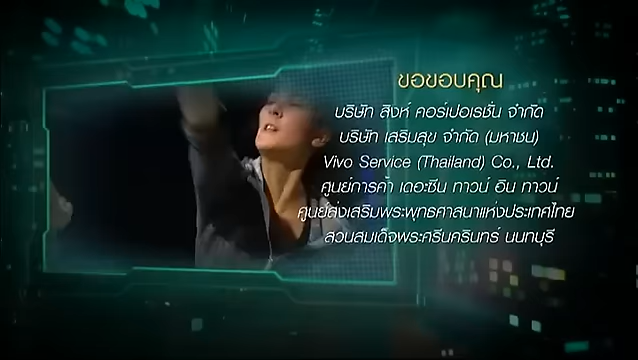 ขอขอบคุณ
บริษัท สิงห์ คอร์เปอเรชั่น จำกัด
บริษัท เสริมสุข จำกัด (มหาชน)
Vivo Service (Thailand) Co., Ltd.
ศูนย์การค้า เดอะซีน ทาวน์ อิน ทาวน์
ศูนย์ส่งเสริมพระพุทธศาสนาแห่งประเทศไทย
สวนสมเด็จพระศรีนครินทร์ นนทบุรี